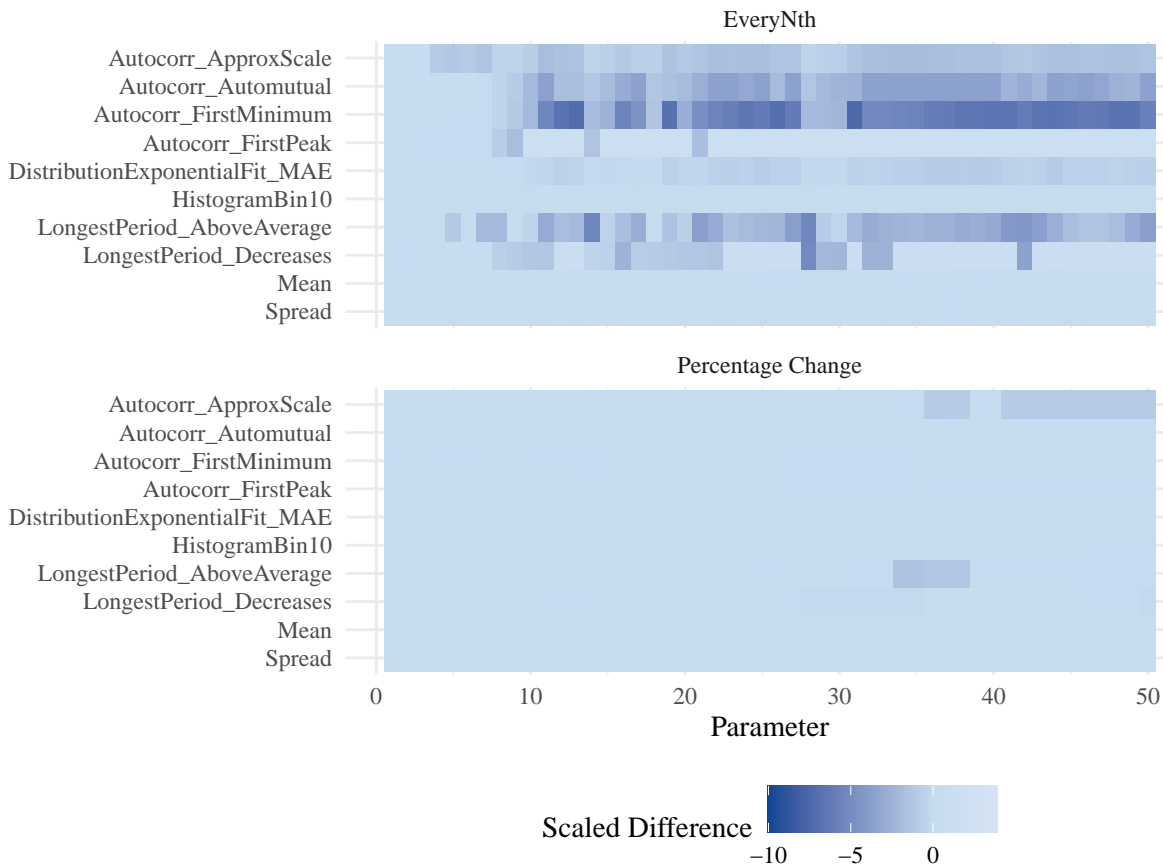 EveryNth
Autocorr_ApproxScale
Autocorr_Automutual
Autocorr_FirstMinimum
Autocorr_FirstPeak
DistributionExponentialFit_MAE
HistogramBin10
LongestPeriod_AboveAverage
LongestPeriod_Decreases
Mean
Spread
Percentage Change
Autocorr_ApproxScale
Autocorr_Automutual
Autocorr_FirstMinimum
Autocorr_FirstPeak
DistributionExponentialFit_MAE
HistogramBin10
LongestPeriod_AboveAverage
LongestPeriod_Decreases
Mean
Spread
0 10 20 30 40 50
Parameter
Scaled Difference
−10 −5 0